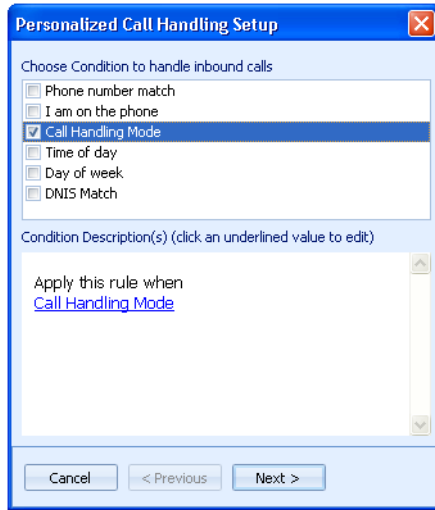 Personalized Call Handling Setup
Choose Condition to handle inbound calls
Phone number match
I am on the phone
Call Handling Mode
Time of day
Day of week
DNIS Match
Condition Description(s) (click an underlined value to edit)
Apply this rule when
Call Handling Mode
Cancel
< Previous
Next >